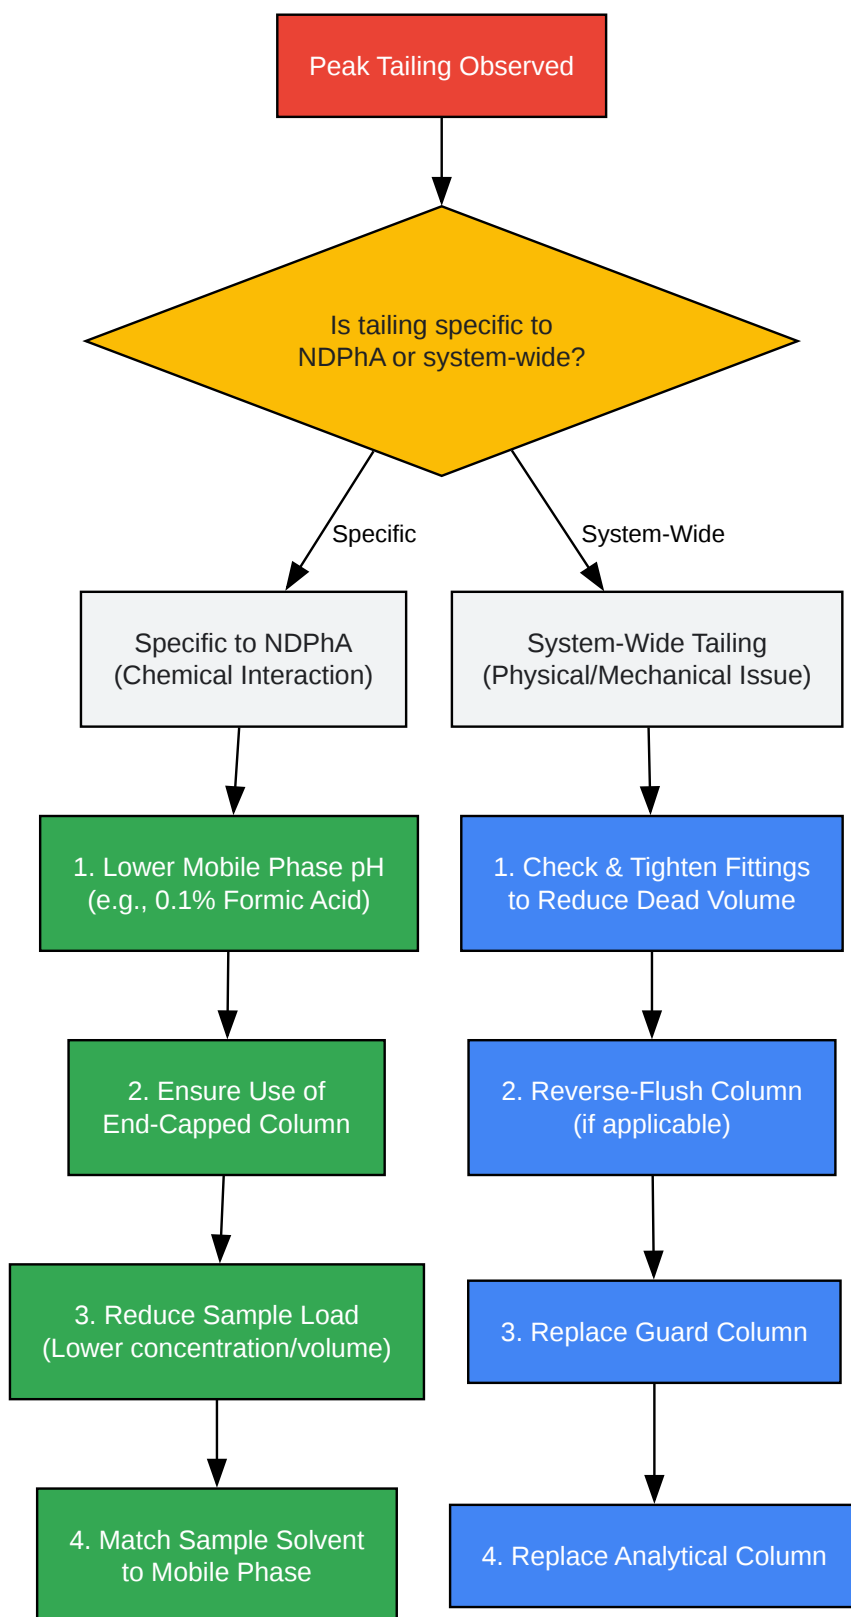 Peak Tailing Observed
Is tailing specific to
NDPhA or system-wide?
Specific
System-Wide
Specific to NDPhA
(Chemical Interaction)
System-Wide Tailing
(Physical/Mechanical Issue)
1. Lower Mobile Phase pH
(e.g., 0.1% Formic Acid)
1. Check & Tighten Fittings
to Reduce Dead Volume
2. Ensure Use of
End-Capped Column
2. Reverse-Flush Column
(if applicable)
3. Reduce Sample Load
(Lower concentration/volume)
3. Replace Guard Column
4. Match Sample Solvent
to Mobile Phase
4. Replace Analytical Column